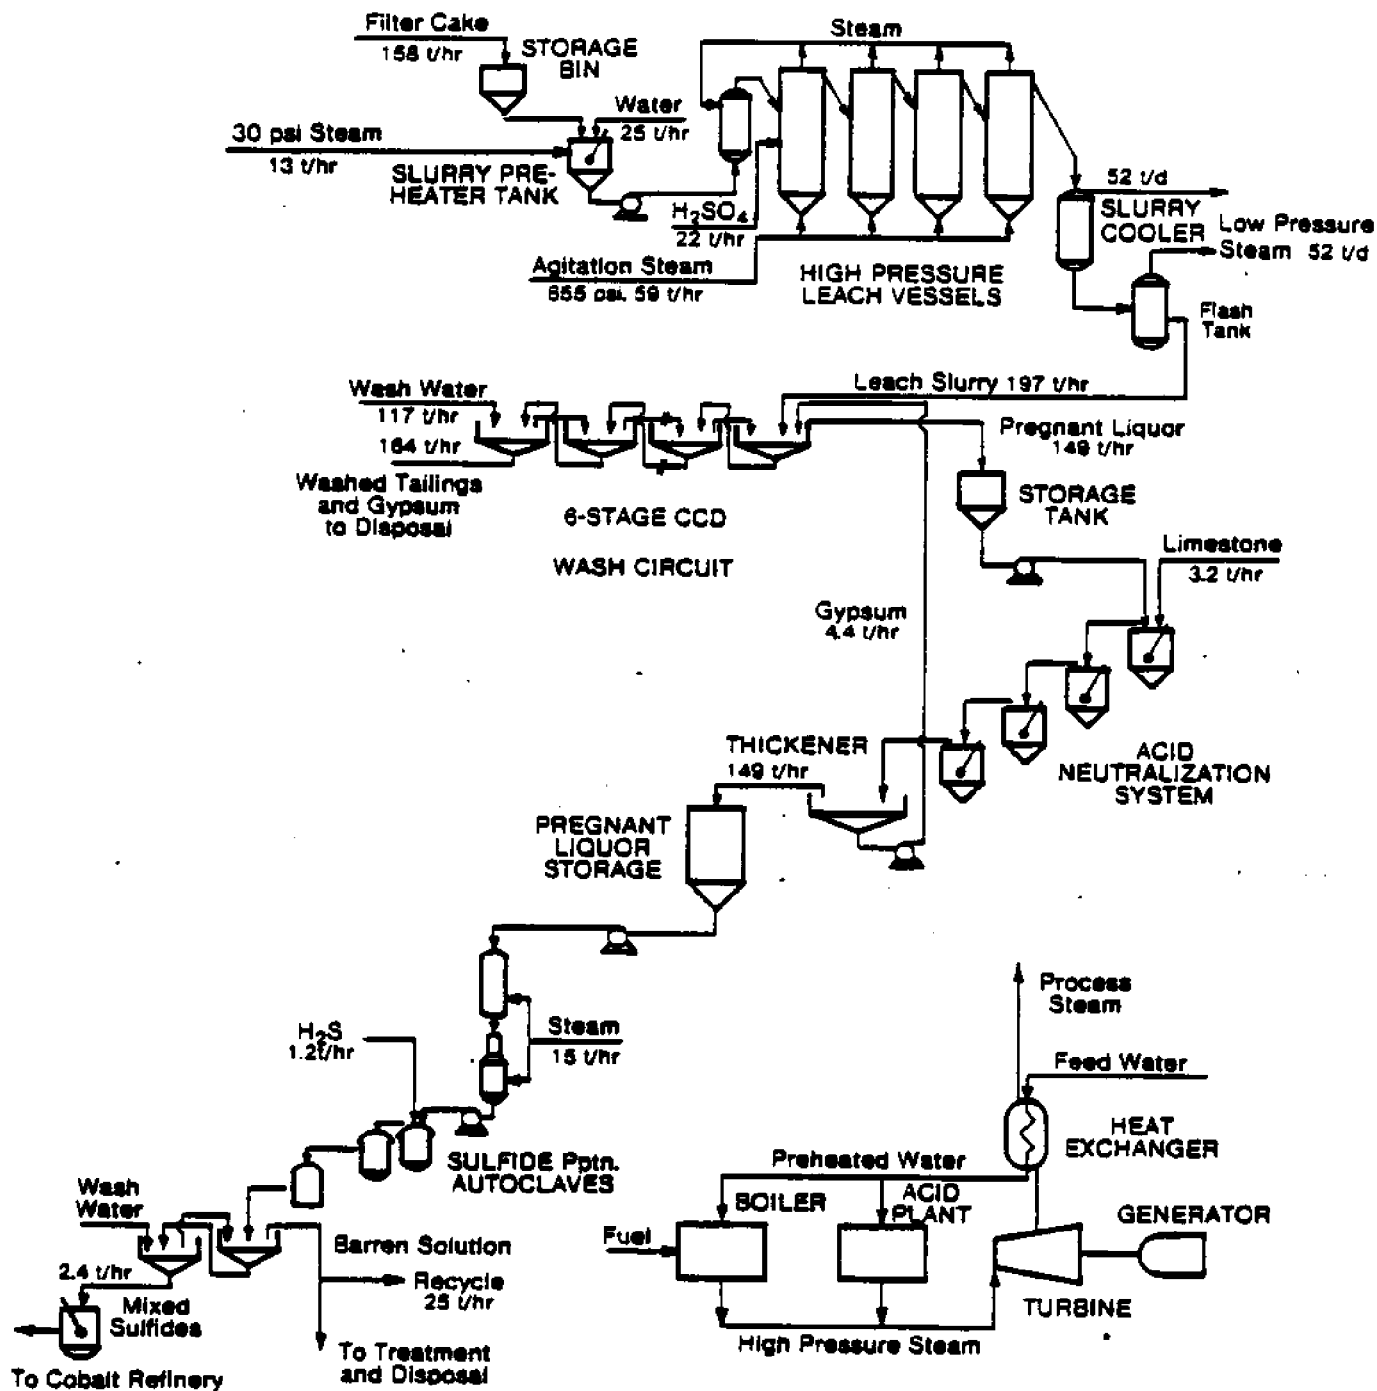 Filter Cake
158 t/hr
STORAGE
BIN
Steam
Water
25 t/hr
30 psi Steam
13 t/hr
SLURRY PRE-
HEATER TANK
H2SO4
22 t/hr
Agitation Steam
655 psi. 59 t/hr
HIGH PRESSURE
LEACH VESSELS
52 t/d
SLURRY
COOLER
Low Pressure
Steam 52 t/d
Flash
Tank
Leach Slurry 197 t/hr
Wash Water
117 t/hr
164 t/hr
Washed Tailings
and Gypsum
to Disposal
6-STAGE CCD
WASH CIRCUIT
Pregnant Liquor
149 t/hr
STORAGE
TANK
Limestone
3.2 t/hr
Gypsum
4.4 t/hr
ACID
NEUTRALIZATION
SYSTEM
THICKENER
149 t/hr
PREGNANT
LIQUOR
STORAGE
H2S
1.2t/hr
Steam
15 t/hr
SULFIDE Pptn.
AUTOCLAVES
Wash
Water
2.4 t/hr
Mixed
Sulfides
To Cobalt Refinery
Barren Solution
Recycle
25 t/hr
To Treatment
and Disposal
Process
Steam
Feed Water
HEAT
EXCHANGER
Preheated Water
BOILER
ACID
PLANT
GENERATOR
Fuel
TURBINE
High Pressure Steam